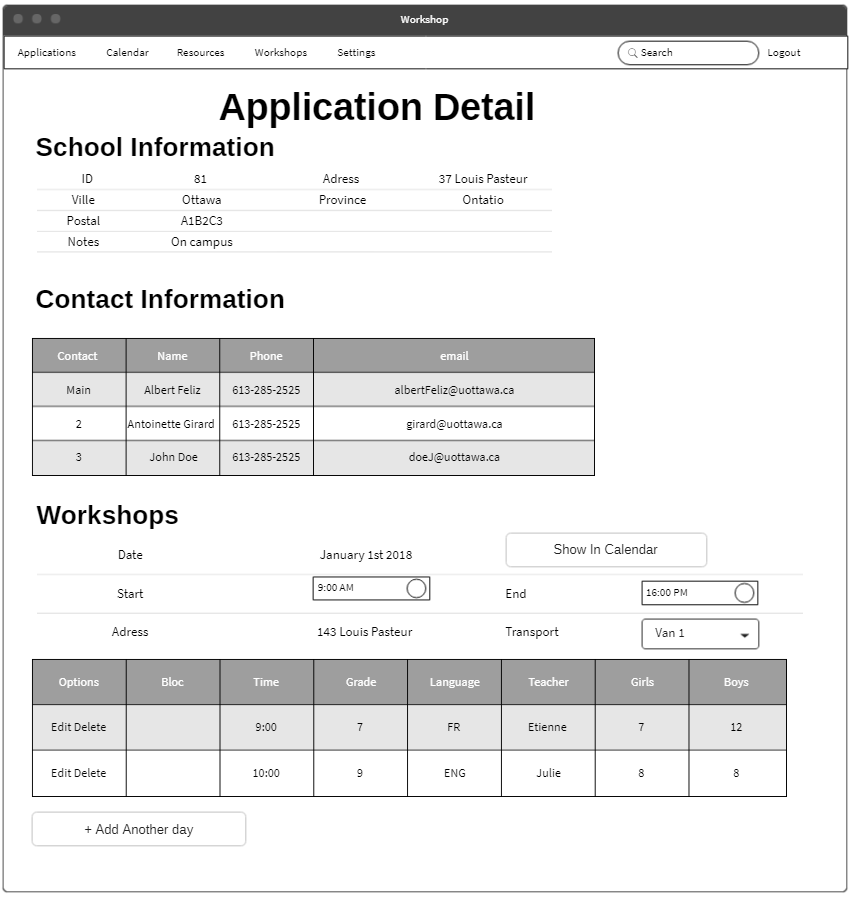 Workshop
Applications Calendar Resources Workshops Settings Search Logout
Application Detail
School Information
ID 81 Adress 37 Louis Pasteur
Ville Ottawa Province Ontatio
Postal A1B2C3
Notes On campus
Contact Information
Contact Name Phone email
Main Albert Feliz 613-285-2525 albertFeliz@uottawa.ca
2 Antoinette Girard 613-285-2525 girard@uottawa.ca
3 John Doe 613-285-2525 doeJ@uottawa.ca
Workshops
Date January 1st 2018 Show In Calendar
Start 9:00 AM End 16:00 PM
Adress 143 Louis Pasteur Transport Van 1
Options Bloc Time Grade Language Teacher Girls Boys
Edit Delete 9:00 7 FR Etienne 7 12
Edit Delete 10:00 9 ENG Julie 8 8
+ Add Another day